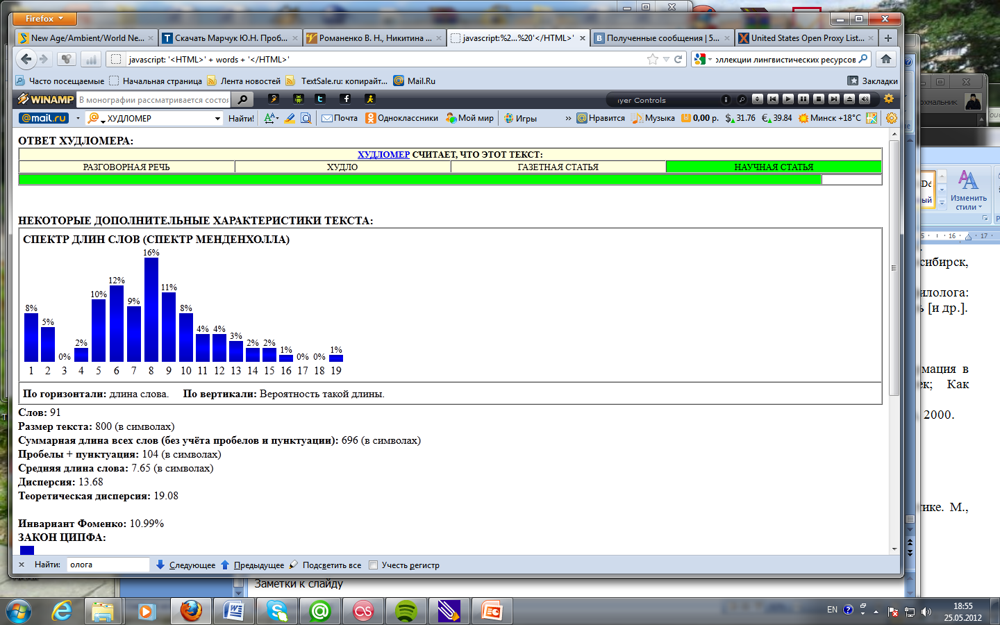 Firefox
New Age/Ambient/World Ne...
Скачать Марчук Ю.Н. Проб...
Романенко В. Н., Никитина ...
javascript:%2...%20'</HTML>'
Полученные сообщения | 5...
United States Open Proxy List...
javascript: '<HTML>' + words + '</HTML>'
оллекции лингвистических ресурсов
Часто посещаемые
Начальная страница
Лента новостей
TextSale.ru: копирайт...
Mail.Ru
Закладки
WINAMP
В монографии рассматривается состоя
ayer Controls
@mail.ru
ХУДЛОМЕР
Найти!
Почта
Одноклассники
Мой мир
Игры
»
Нравится
Музыка
0,00 р.
$ 31.76
€ 39.84
Минск +18°C
ОТВЕТ ХУДЛОМЕРА:
ХУДЛОМЕР СЧИТАЕТ, ЧТО ЭТОТ ТЕКСТ:
РАЗГОВОРНАЯ РЕЧЬ
ХУДЛО
ГАЗЕТНАЯ СТАТЬЯ
НАУЧНАЯ СТАТЬЯ
НЕКОТОРЫЕ ДОПОЛНИТЕЛЬНЫЕ ХАРАКТЕРИСТИКИ ТЕКСТА:
СПЕКТР ДЛИН СЛОВ (СПЕКТР МЕНДЕНХОЛЛА)
8% 5% 0% 2% 10% 12% 9% 16% 11% 8% 4% 4% 3% 2% 2% 1% 0% 0% 1%
1 2 3 4 5 6 7 8 9 10 11 12 13 14 15 16 17 18 19
По горизонтали: длина слова. По вертикали: Вероятность такой длины.
Слов: 91
Размер текста: 800 (в символах)
Суммарная длина всех слов (без учёта пробелов и пунктуации): 696 (в символах)
Пробелы + пунктуация: 104 (в символах)
Средняя длина слова: 7.65 (в символах)
Дисперсия: 13.68
Теоретическая дисперсия: 19.08
Инвариант Фоменко: 10.99%
ЗАКОН ЦИПФА:
Найти:
олога
Следующее
Предыдущее
Подсветить все
Учесть регистр
Изменить
стили
16 · 17
сибирск,
илолога:
ь [и др.].
мация в
ек; Как
2000.
тике. М.,
Заметки к слайду
EN
18:55
25.05.2012